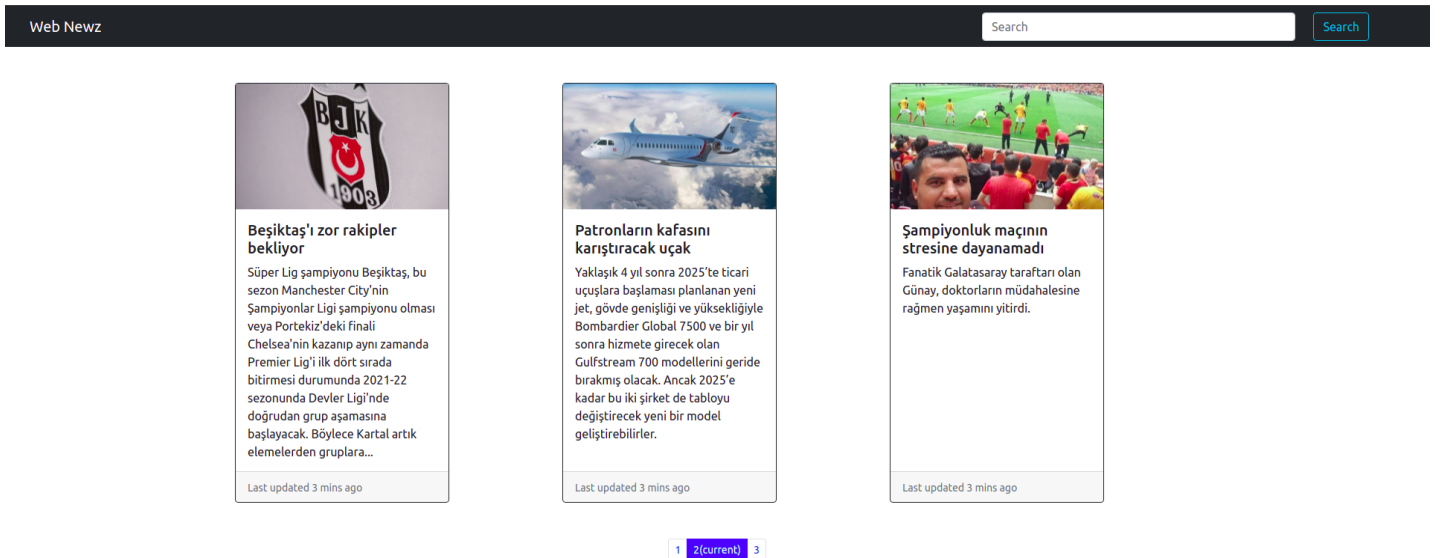 Web Newz
Search
Search
BJK
1903
Beşiktaş'ı zor rakipler
bekliyor
Süper Lig şampiyonu Beşiktaş, bu
sezon Manchester City'nin
Şampiyonlar Ligi şampiyonu olması
veya Portekiz'deki finali
Chelsea'nin kazanıp aynı zamanda
Premier Lig'i ilk dört sırada
bitirmesi durumunda 2021-22
sezonunda Devler Ligi'nde
doğrudan grup aşamasına
başlayacak. Böylece Kartal artık
elemelerden gruplara...
Last updated 3 mins ago
Patronların kafasını
karıştıracak uçak
Yaklaşık 4 yıl sonra 2025'te ticari
uçuşlara başlaması planlanan yeni
jet, gövde genişliği ve yüksekliğiyle
Bombardier Global 7500 ve bir yıl
sonra hizmete girecek olan
Gulfstream 700 modellerini geride
bırakmış olacak. Ancak 2025'e
kadar bu iki şirket de tabloyu
değiştirecek yeni bir model
geliştirebilirler.
Last updated 3 mins ago
Şampiyonluk maçının
stresine dayanamadı
Fanatik Galatasaray taraftarı olan
Günay, doktorların müdahalesine
rağmen yaşamını yitirdi.
Last updated 3 mins ago
1 2(current) 3